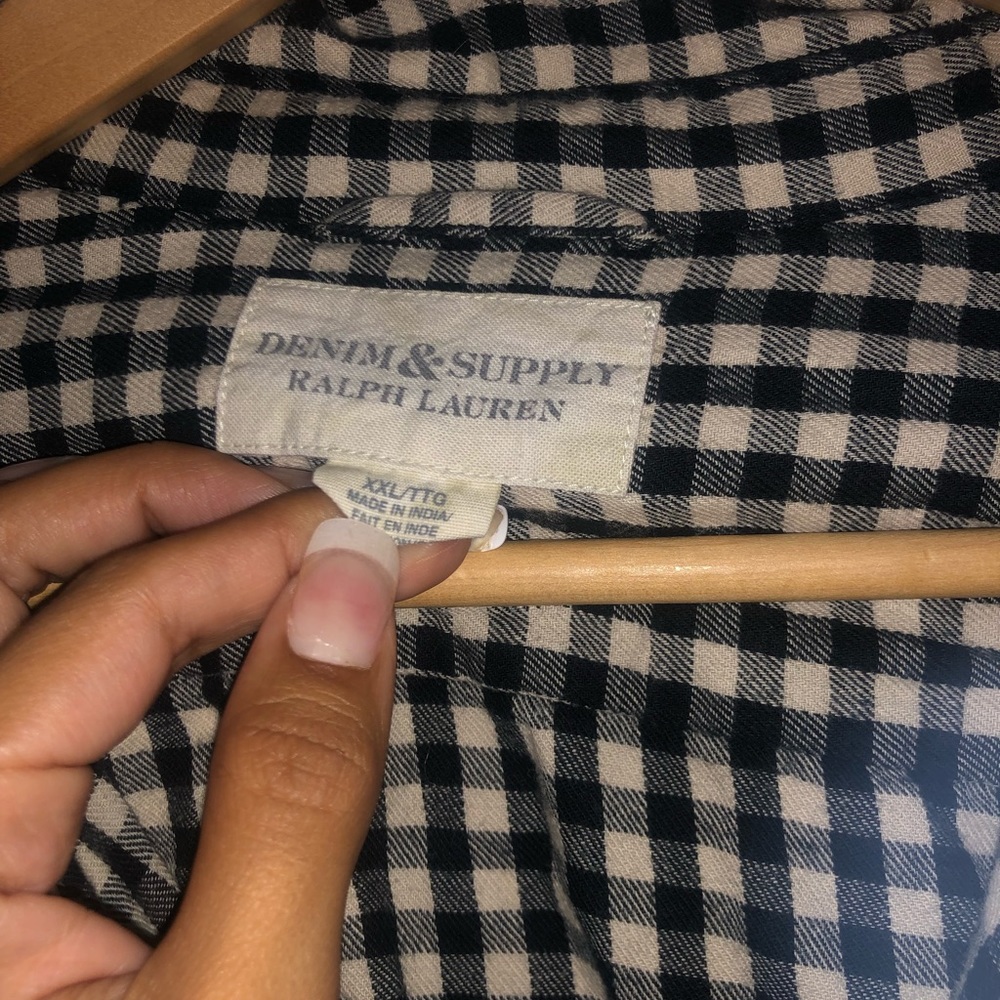 DENIM & SUPPLY
RALPH LAUREN
XXL/TTG
MADE IN INDIA/
FAIT EN INDE